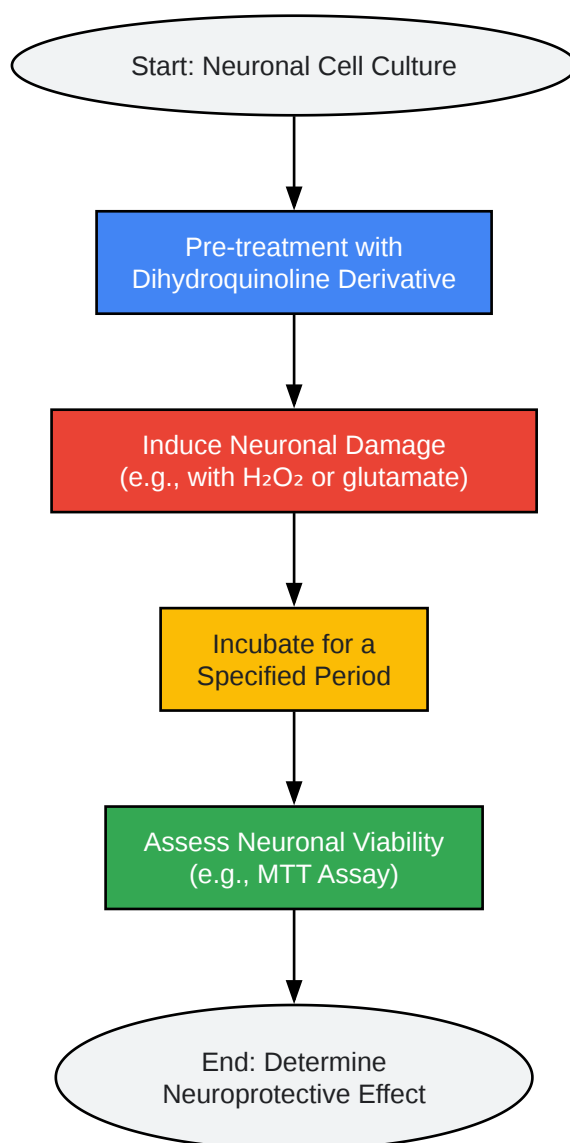 Start: Neuronal Cell Culture
Pre-treatment with
Dihydroquinoline Derivative
Induce Neuronal Damage
(e.g., with H₂O₂ or glutamate)
Incubate for a
Specified Period
Assess Neuronal Viability
(e.g., MTT Assay)
End: Determine
Neuroprotective Effect